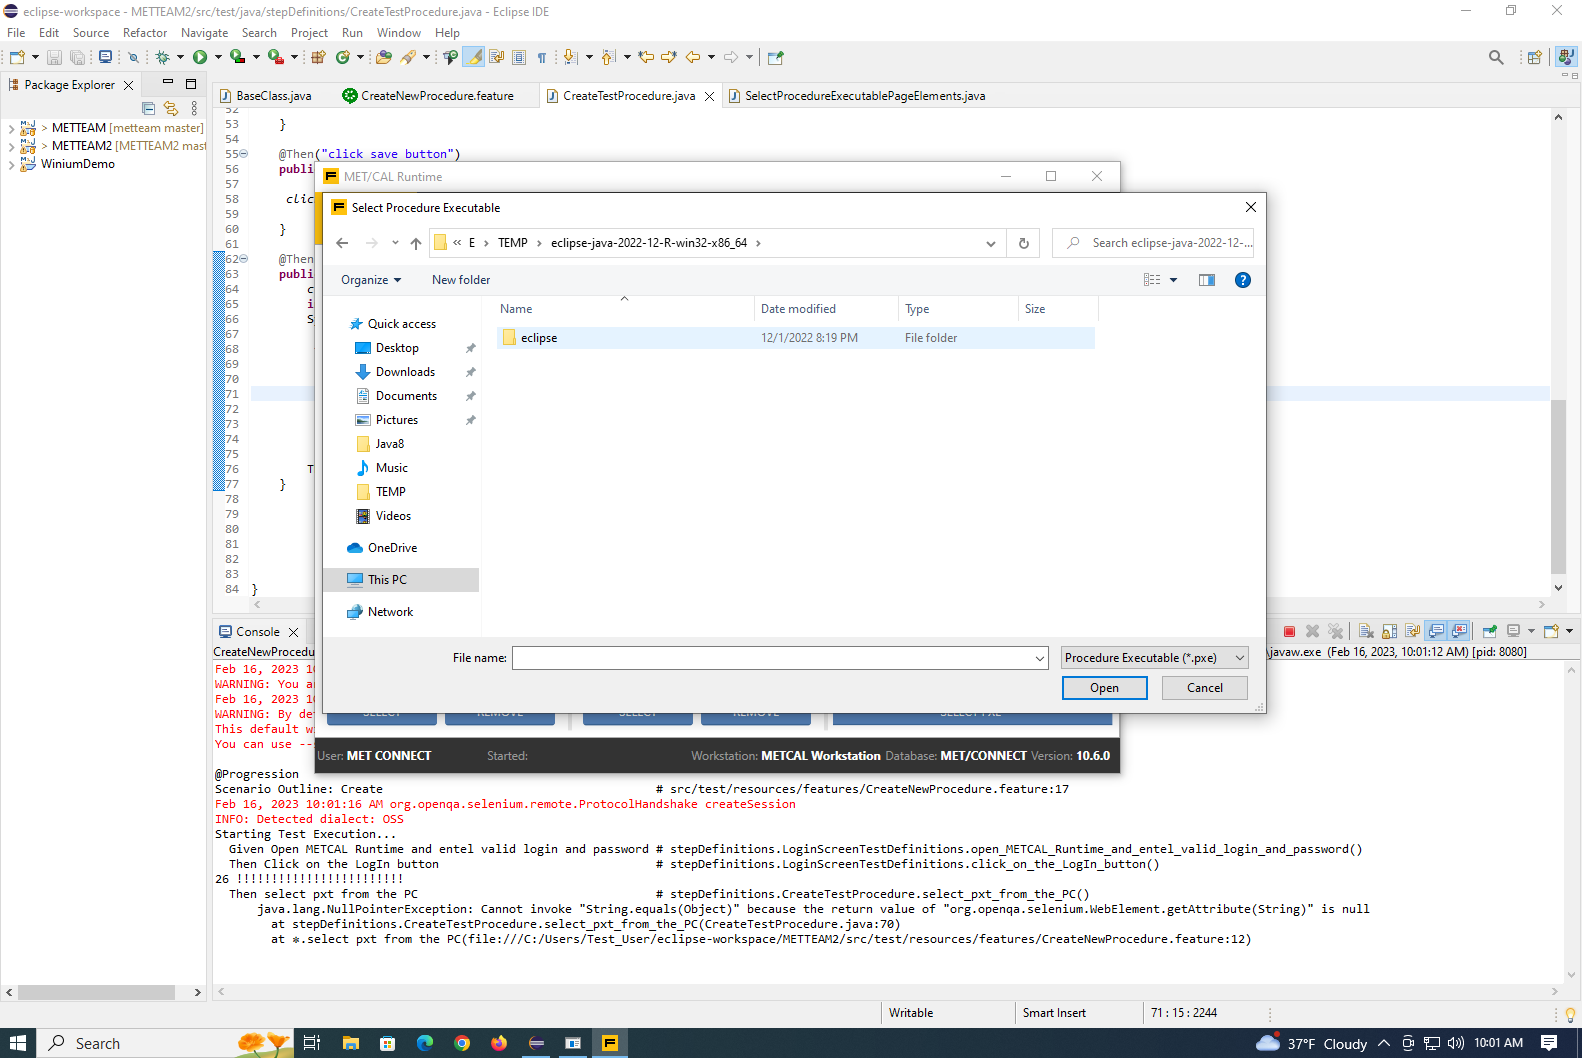 eclipse-workspace - METTEAM2/src/test/java/stepDefinitions/CreateTestProcedure.java - Eclipse IDE
File Edit Source Refactor Navigate Search Project Run Window Help
Package Explorer
> METTEAM [metteam master]
> METTEAM2 [METTEAM2 mast
WiniumDemo
BaseClass.java CreateNewProcedure.feature CreateTestProcedure.java SelectProcedureExecutablePageElements.java
52
53 }
54
55 @Then("click save button")
56 publi
57
58 clic
59
60 }
61
62 @Then
63 publi
64 c
65 i
66 S
67
68
69
70
71
72
73
74
75
76 T
77 }
78
79
80
81
82
83
84 }
MET/CAL Runtime
Select Procedure Executable
« E > TEMP > eclipse-java-2022-12-R-win32-x86_64 >
Search eclipse-java-2022-12-...
Organize New folder
Name Date modified Type Size
eclipse 12/1/2022 8:19 PM File folder
Quick access
Desktop
Downloads
Documents
Pictures
Java8
Music
TEMP
Videos
OneDrive
This PC
Network
File name: Procedure Executable (*.pxe)
Open Cancel
SELECT REMOVE SELECT REMOVE SELECT PXE
User: MET CONNECT Started: Workstation: METCAL Workstation Database: MET/CONNECT Version: 10.6.0
Console
CreateNewProcedu \javaw.exe (Feb 16, 2023, 10:01:12 AM) [pid: 8080]
Feb 16, 2023 10
WARNING: You a
Feb 16, 2023 10
WARNING: By de
This default w
You can use --
@Progression
Scenario Outline: Create # src/test/resources/features/CreateNewProcedure.feature:17
Feb 16, 2023 10:01:16 AM org.openqa.selenium.remote.ProtocolHandshake createSession
INFO: Detected dialect: OSS
Starting Test Execution...
Given Open METCAL Runtime and entel valid login and password # stepDefinitions.LoginScreenTestDefinitions.open_METCAL_Runtime_and_entel_valid_login_and_password()
Then Click on the LogIn button # stepDefinitions.LoginScreenTestDefinitions.click_on_the_LogIn_button()
26 !!!!!!!!!!!!!!!!!!!!!!!!
Then select pxt from the PC # stepDefinitions.CreateTestProcedure.select_pxt_from_the_PC()
java.lang.NullPointerException: Cannot invoke "String.equals(Object)" because the return value of "org.openqa.selenium.WebElement.getAttribute(String)" is null
at stepDefinitions.CreateTestProcedure.select_pxt_from_the_PC(CreateTestProcedure.java:70)
at *.select pxt from the PC(file:///C:/Users/Test_User/eclipse-workspace/METTEAM2/src/test/resources/features/CreateNewProcedure.feature:12)
Writable Smart Insert 71 : 15 : 2244
Search 37°F Cloudy 10:01 AM